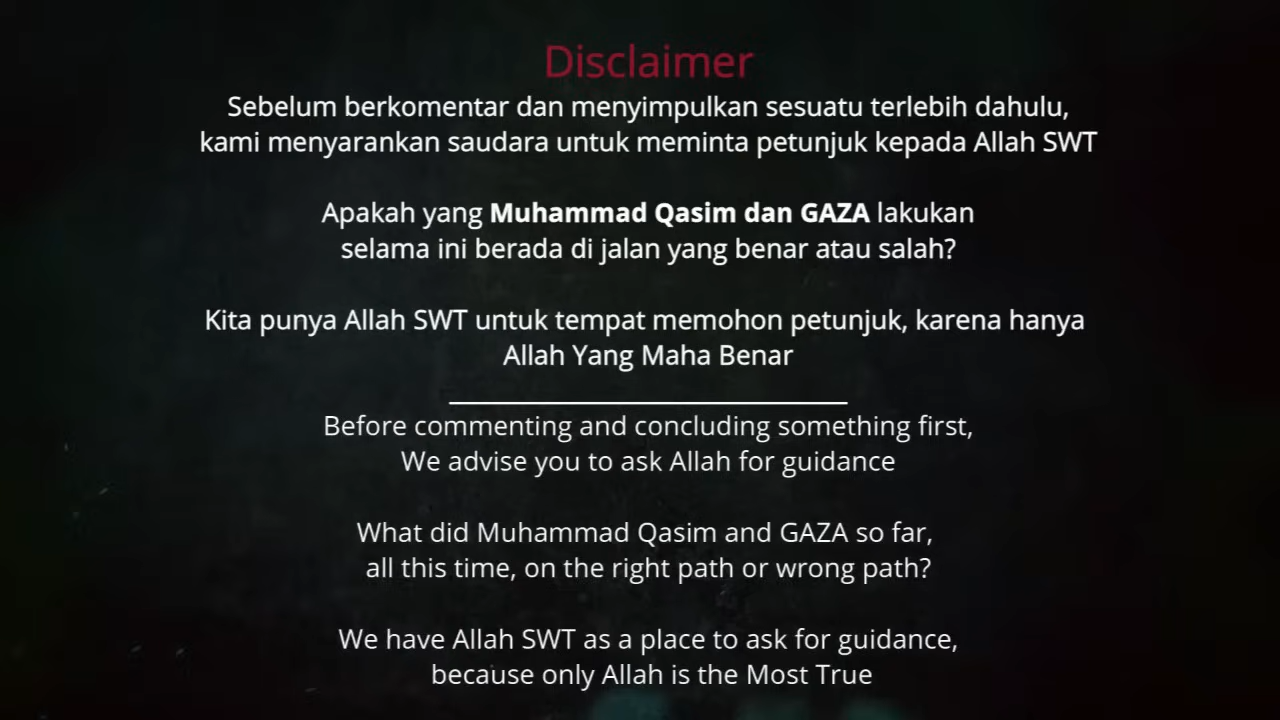 Disclaimer
Sebelum berkomentar dan menyimpulkan sesuatu terlebih dahulu,
kami menyarankan saudara untuk meminta petunjuk kepada Allah SWT
Apakah yang Muhammad Qasim dan GAZA lakukan
selama ini berada di jalan yang benar atau salah?
Kita punya Allah SWT untuk tempat memohon petunjuk, karena hanya
Allah Yang Maha Benar
Before commenting and concluding something first,
We advise you to ask Allah for guidance
What did Muhammad Qasim and GAZA so far,
all this time, on the right path or wrong path?
We have Allah SWT as a place to ask for guidance,
because only Allah is the Most True